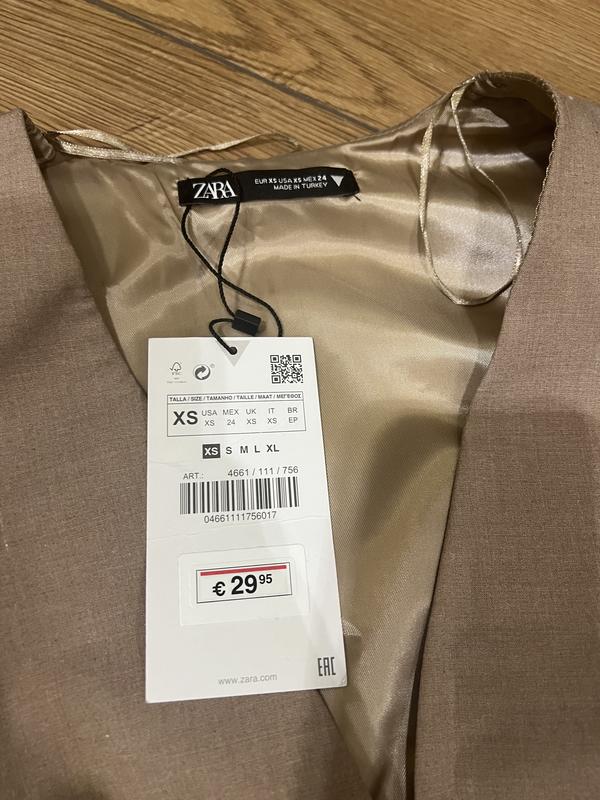 ZARA
EUR XS USA XS MEX 24
MADE IN TURKEY
FSC
TALLA / SIZE / TAMANHO / TAILLE / MAAT / ΜΕΓΕΘΟΣ
XS USA MEX UK IT BR
XS 24 XS XS EP
XS S M L XL
ART.: 4661 / 111 / 756
04661111756017
€ 29 95
www.zara.com
EAC